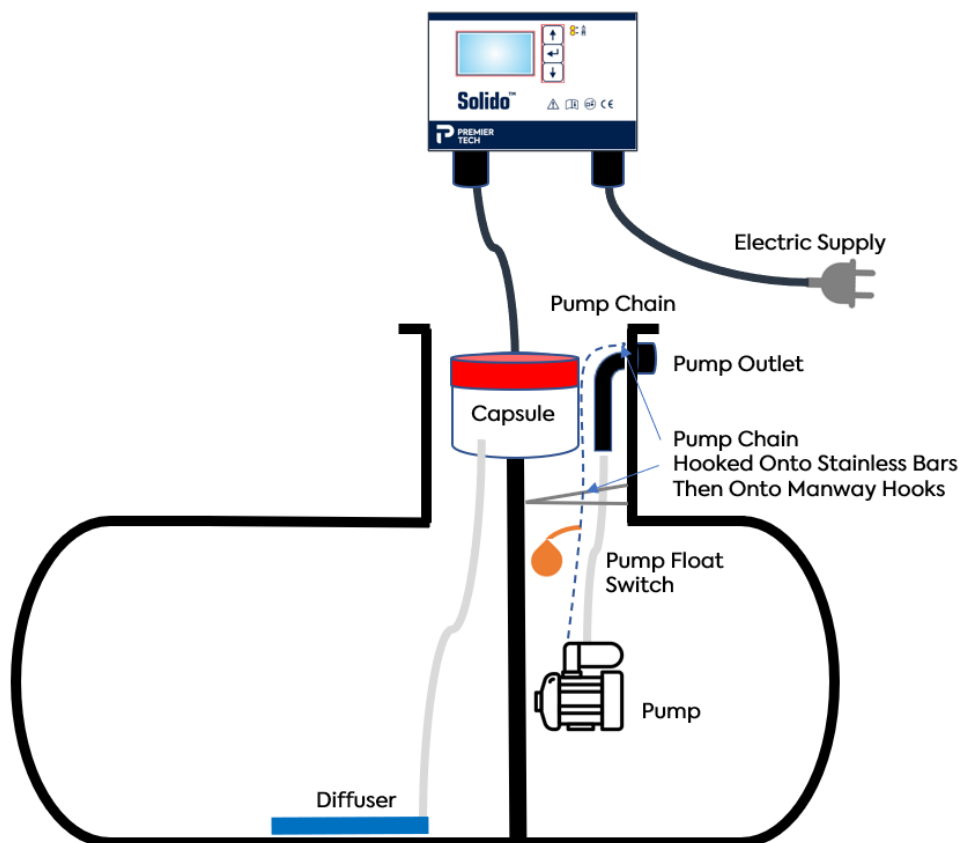 Solido™
PREMIER
TECH
Electric Supply
Pump Chain
Pump Outlet
Capsule
Pump Chain
Hooked Onto Stainless Bars
Then Onto Manway Hooks
Pump Float
Switch
Pump
Diffuser